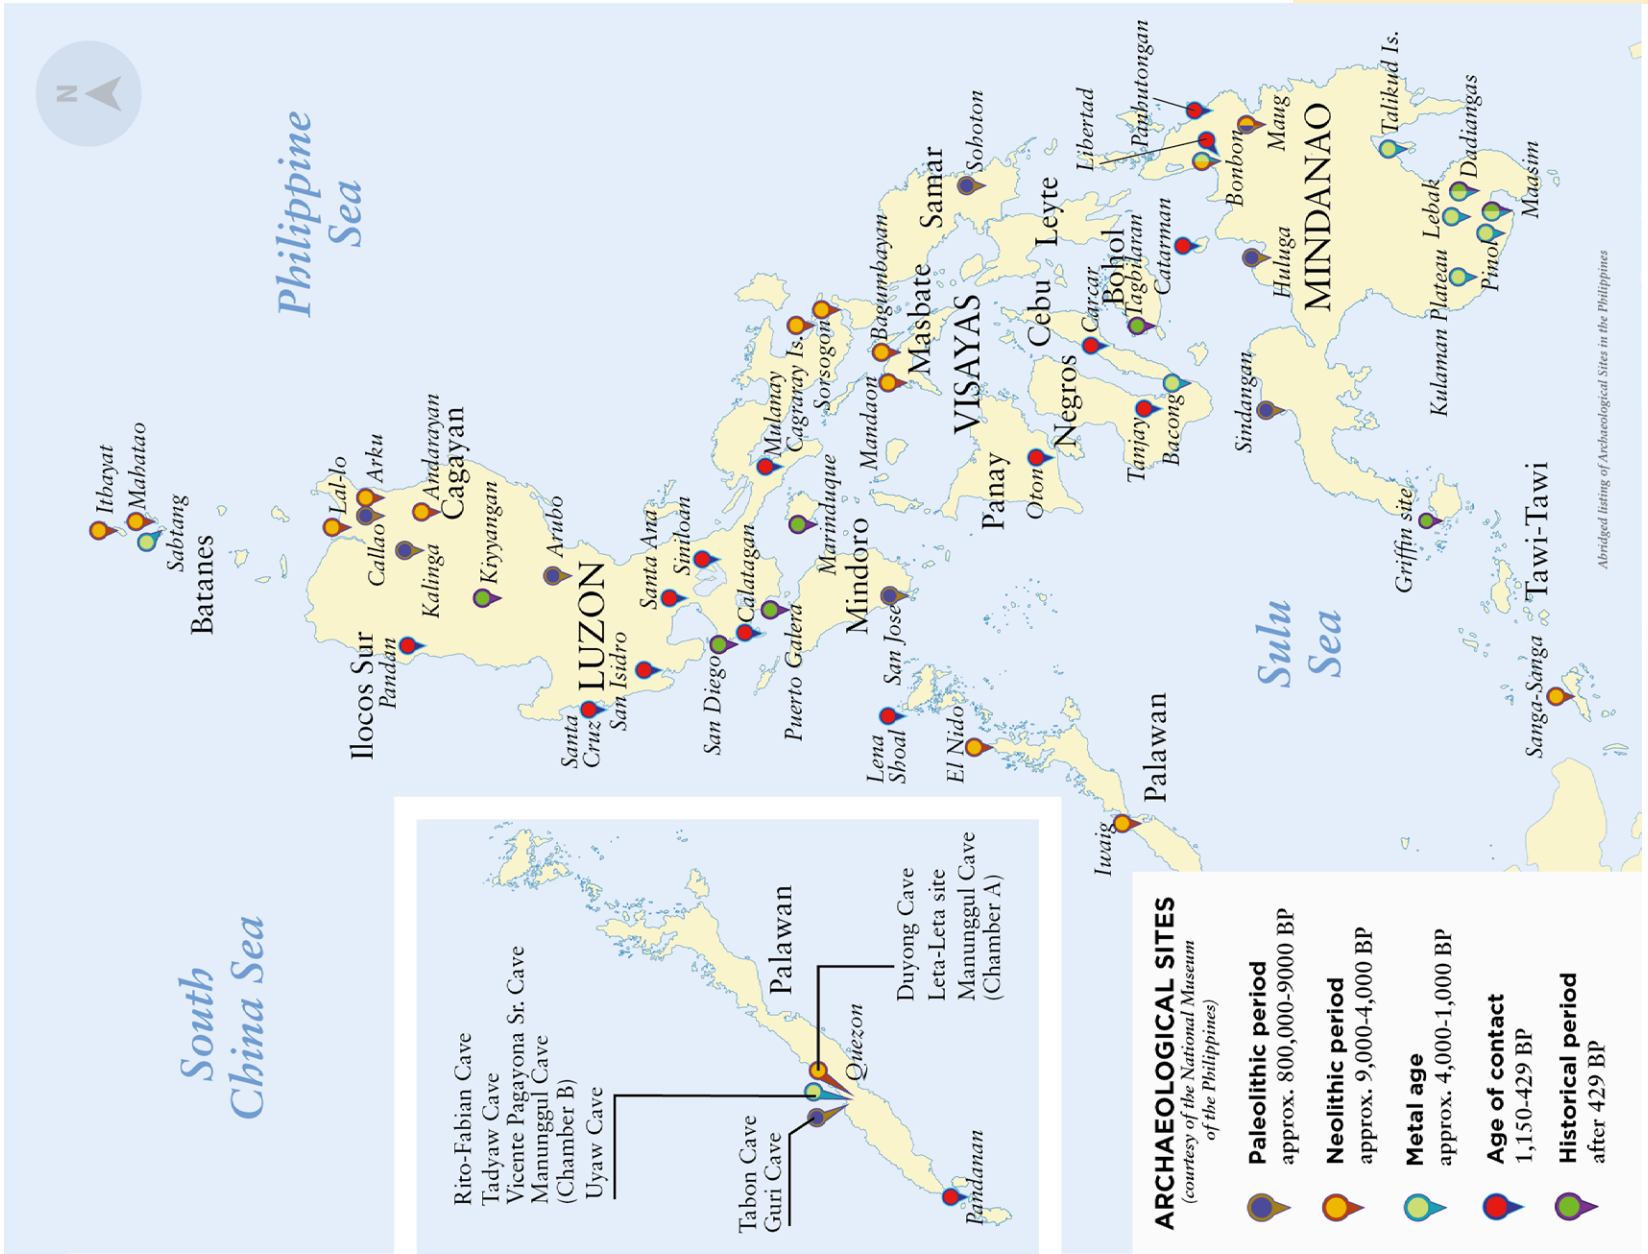 N
Philippine
Sea
South
China Sea
Itbayat
Mahatao
Sabtang
Batanes
Lal-lo
Arku
Callao
Andarayan
Cagayan
Kalinga
Kiyyangan
Ilocos Sur
Pandan
Arubo
LUZON
Santa
Cruz
San Isidro
Santa Ana
Siniloan
San Diego
Calatagan
Puerto Galera
Marinduque
Mulanay
Cagraray Is.
Sorsogon
Mindoro
San Jose
Mandaon
Bagumbayan
Masbate
Samar
Sohoton
VISAYAS
Panay
Oton
Negros
Cebu
Leyte
Carcar
Bohol
Tagbilaran
Tanjay
Bacong
Catarman
Libertad
Panhutongan
Bonbon
Maug
MINDANAO
Huluga
Sindangan
Talikud Is.
Dadiangas
Lebak
Kulaman Plateau
Pinol
Maasim
Griffin site
Tawi-Tawi
Sanga-Sanga
Sulu
Sea
Lena
Shoal
El Nido
Palawan
Iwaig
Abridged listing of Archaeological Sites in the Philippines
Rito-Fabian Cave
Tadyaw Cave
Vicente Pagayona Sr. Cave
Manunggul Cave
(Chamber B)
Uyaw Cave
Tabon Cave
Guri Cave
Palawan
Quezon
Duyong Cave
Leta-Leta site
Manunggul Cave
(Chamber A)
Pandanan
ARCHAEOLOGICAL SITES
(courtesy of the National Museum
of the Philippines)
Paleolithic period
approx. 800,000-9000 BP
Neolithic period
approx. 9,000-4,000 BP
Metal age
approx. 4,000-1,000 BP
Age of contact
1,150-429 BP
Historical period
after 429 BP